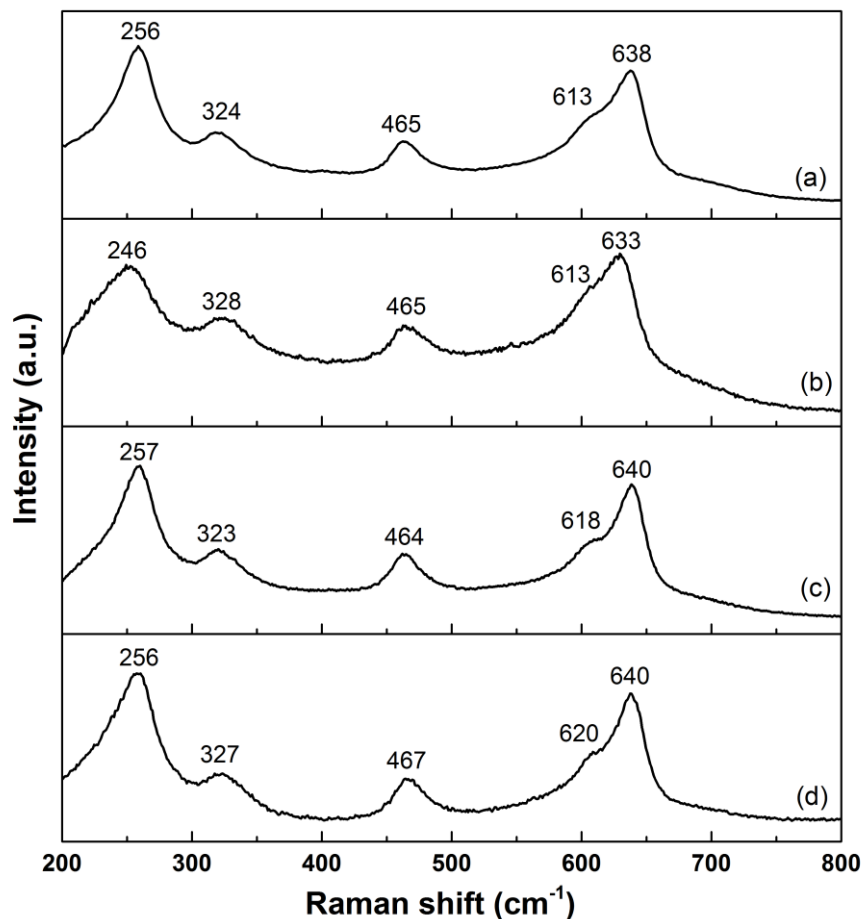 256 324 465 613 638
(a)
246 328 465 613 633
(b)
257 323 464 618 640
(c)
256 327 467 620 640
(d)
200 300 400 500 600 700 800
Raman shift (cm⁻¹)
Intensity (a.u.)